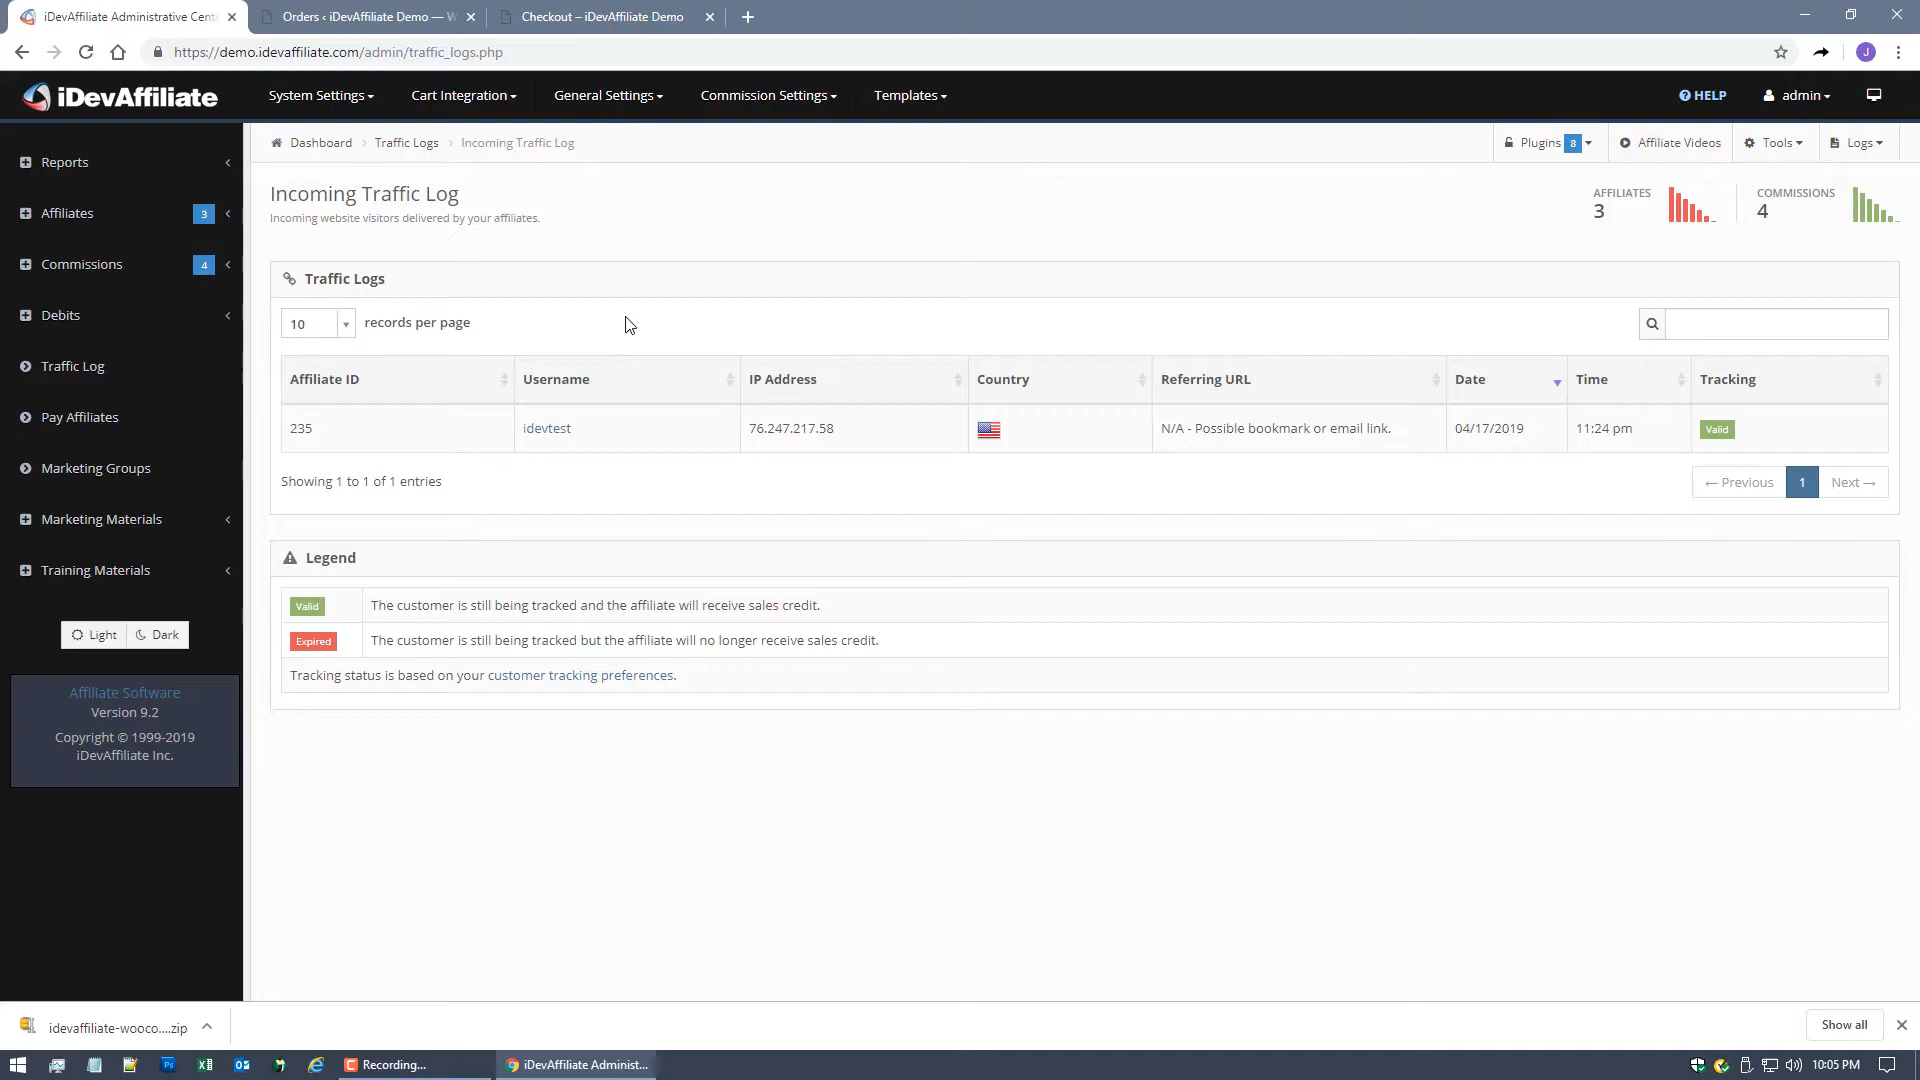 iDevAffiliate Administrative Cente
Orders ‹ iDevAffiliate Demo — W
Checkout – iDevAffiliate Demo
https://demo.idevaffiliate.com/admin/traffic_logs.php
J
iDevAffiliate
System Settings
Cart Integration
General Settings
Commission Settings
Templates
HELP
admin
Reports
Affiliates 3
Commissions 4
Debits
Traffic Log
Pay Affiliates
Marketing Groups
Marketing Materials
Training Materials
Light Dark
Affiliate Software
Version 9.2
Copyright © 1999-2019
iDevAffiliate Inc.
Dashboard › Traffic Logs › Incoming Traffic Log
Plugins 8
Affiliate Videos
Tools
Logs
Incoming Traffic Log
Incoming website visitors delivered by your affiliates.
AFFILIATES
3
COMMISSIONS
4
Traffic Logs
10 records per page
Affiliate ID Username IP Address Country Referring URL Date Time Tracking
235 idevtest 76.247.217.58 N/A - Possible bookmark or email link. 04/17/2019 11:24 pm Valid
Showing 1 to 1 of 1 entries
← Previous 1 Next →
Legend
Valid The customer is still being tracked and the affiliate will receive sales credit.
Expired The customer is still being tracked but the affiliate will no longer receive sales credit.
Tracking status is based on your customer tracking preferences.
idevaffiliate-wooco....zip
Show all
Recording...
iDevAffiliate Administ...
10:05 PM